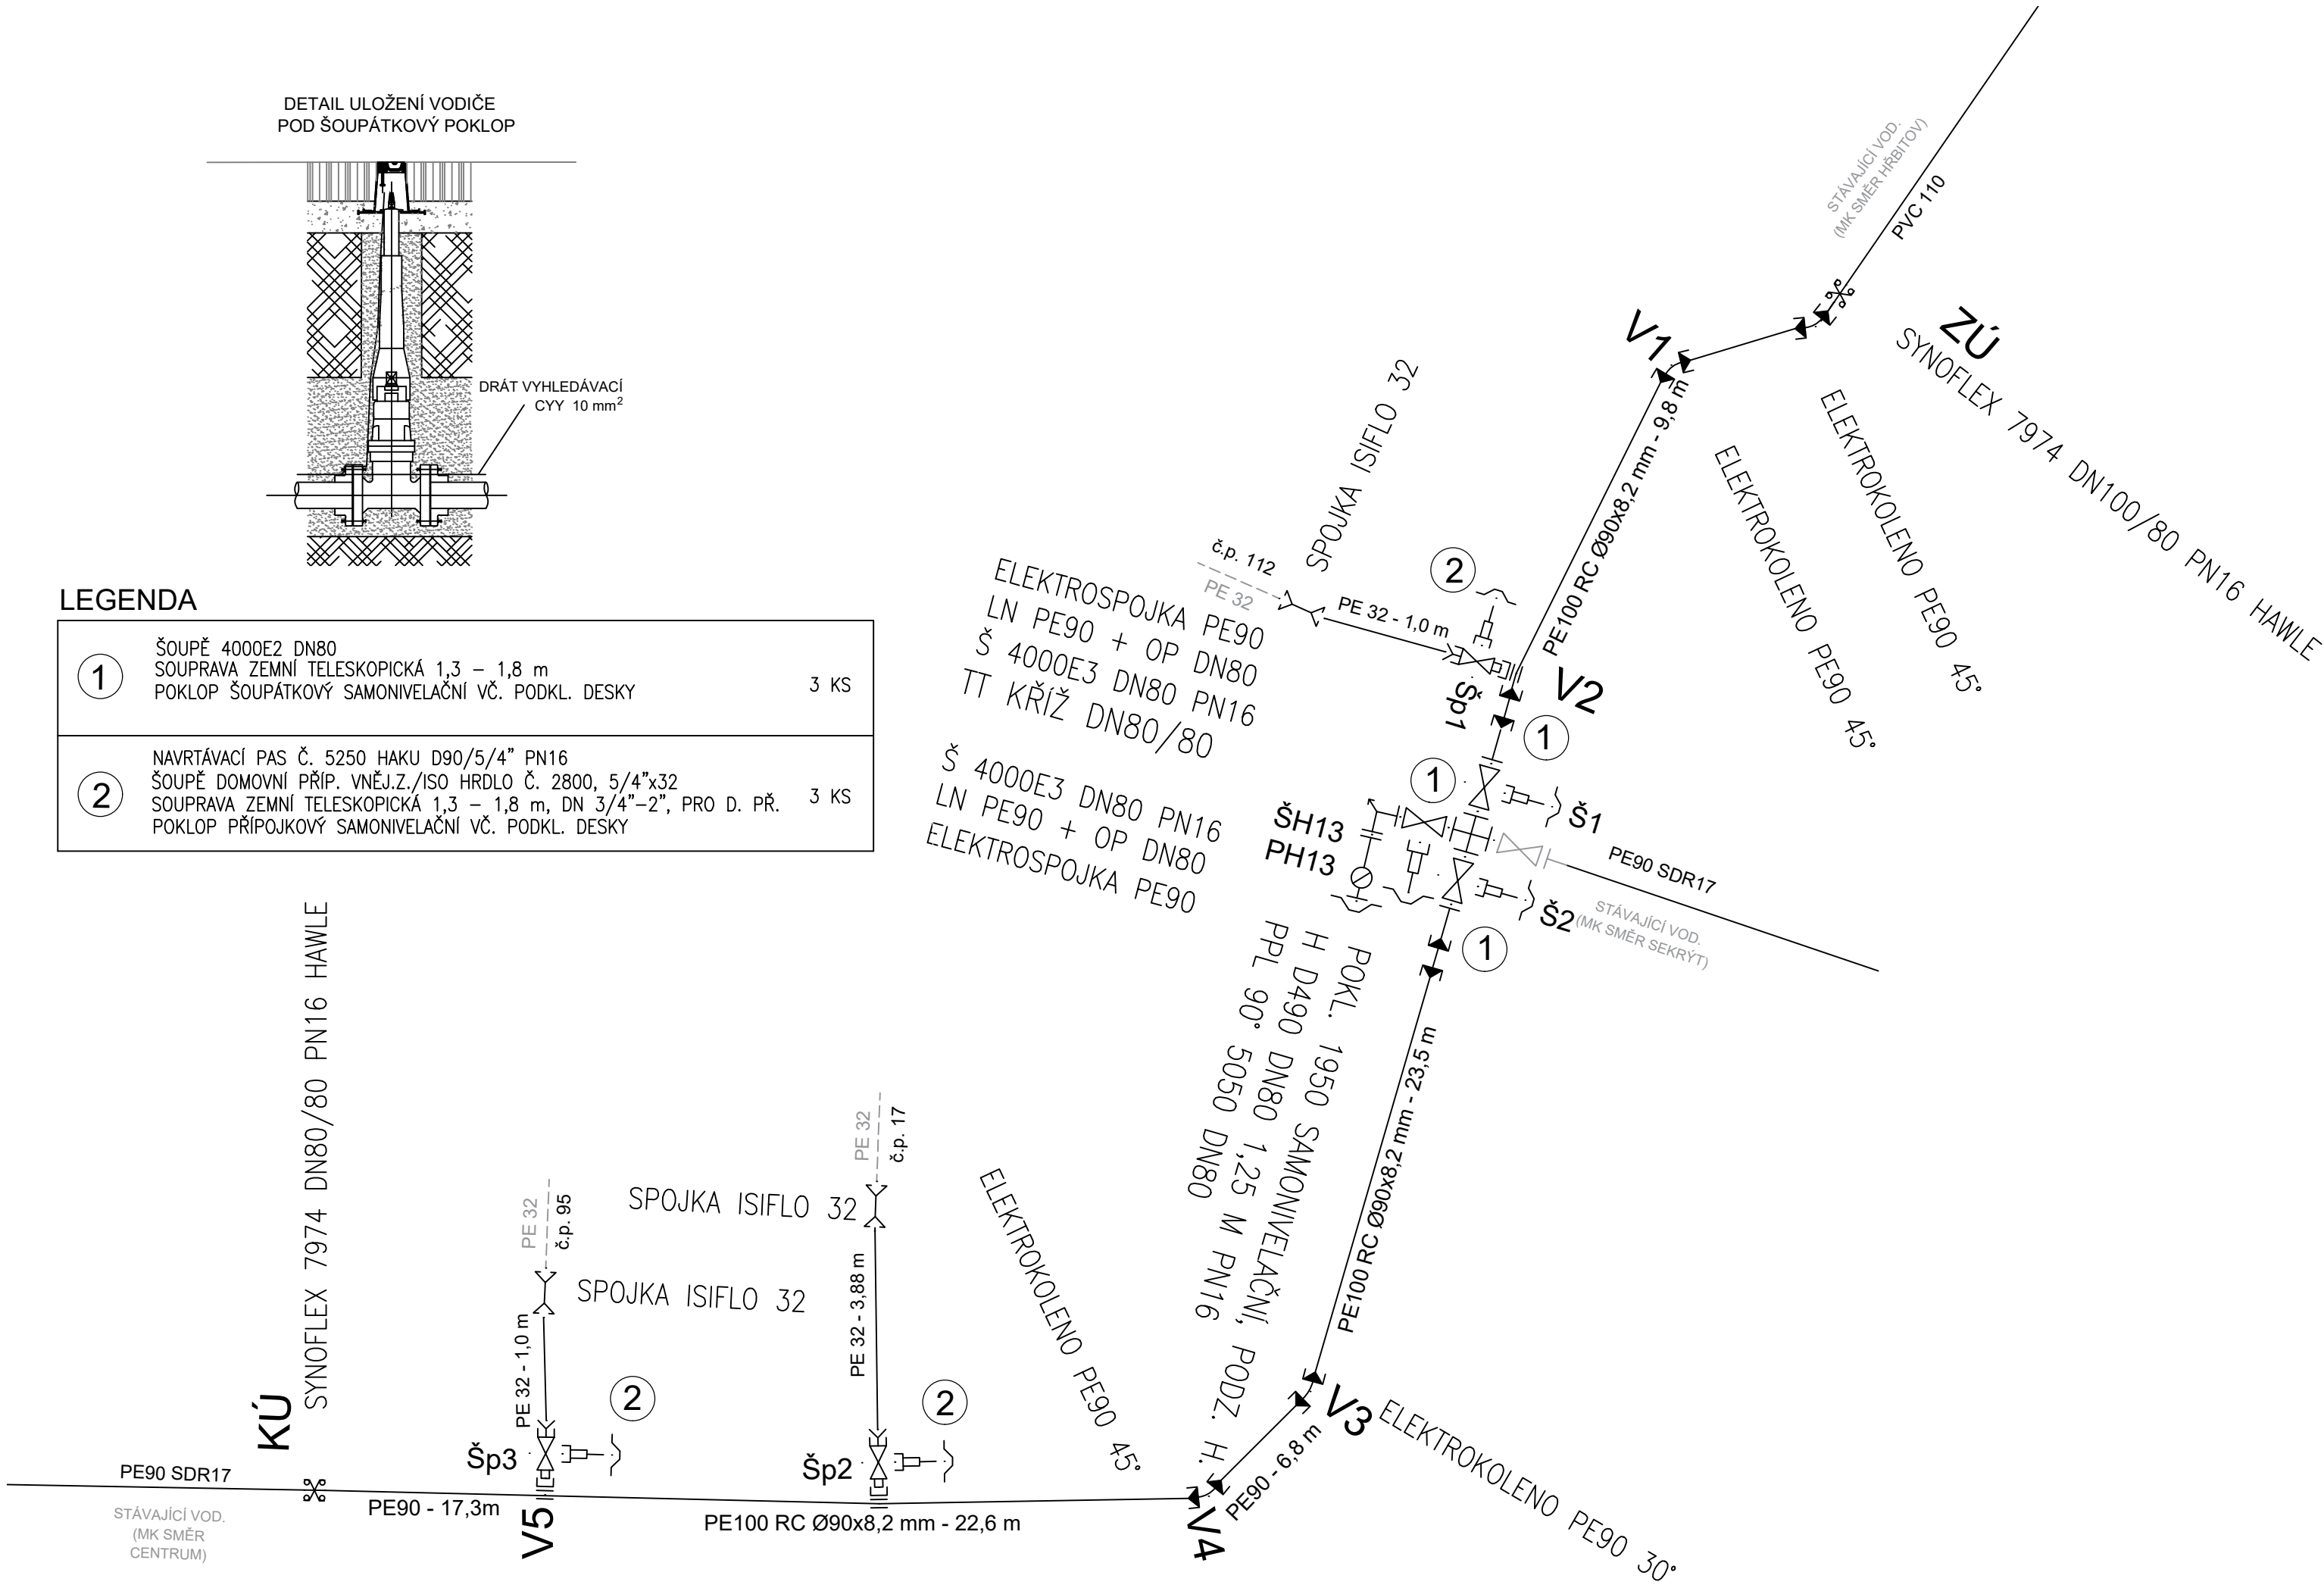 DETAIL ULOŽENÍ VODIČE
POD ŠOUPÁTKOVÝ POKLOP
DRÁT VYHLEDÁVACÍ
CYY 10 mm²
LEGENDA
1
ŠOUPĚ 4000E2 DN80
SOUPRAVA ZEMNÍ TELESKOPICKÁ 1,3 – 1,8 m
POKLOP ŠOUPÁTKOVÝ SAMONIVELAČNÍ VČ. PODKL. DESKY
3 KS
2
NAVRTÁVACÍ PAS Č. 5250 HAKU D90/5/4" PN16
ŠOUPĚ DOMOVNÍ PŘÍP. VNĚJ.Z./ISO HRDLO Č. 2800, 5/4"x32
SOUPRAVA ZEMNÍ TELESKOPICKÁ 1,3 – 1,8 m, DN 3/4"–2", PRO D. PŘ.
POKLOP PŘÍPOJKOVÝ SAMONIVELAČNÍ VČ. PODKL. DESKY
3 KS
STÁVAJÍCÍ VOD.
(MK SMĚR HŘBITOV)
PVC 110
ZÚ
SYNOFLEX 7974 DN100/80 PN16 HAWLE
ELEKTROKOLENO PE90 45°
V1
ELEKTROKOLENO PE90 45°
PE100 RC Ø90x8,2 mm - 9,8 m
SPOJKA ISIFLO 32
č.p. 112
PE 32
PE 32 - 1,0 m
2
Šp1
V2
1
ELEKTROSPOJKA PE90
LN PE90 + OP DN80
Š 4000E3 DN80 PN16
TT KŘÍŽ DN80/80
Š 4000E3 DN80 PN16
LN PE90 + OP DN80
ELEKTROSPOJKA PE90
1
Š1
ŠH13
PH13
PE90 SDR17
STÁVAJÍCÍ VOD.
(MK SMĚR SEKRÝT)
Š2
1
POKL. 1950 SAMONIVELAČNÍ, PODZ. H.
H D490 DN80 1,25 M PN16
PPL 90° 5050 DN80
PE100 RC Ø90x8,2 mm - 23,5 m
V3
ELEKTROKOLENO PE90 30°
PE90 - 6,8 m
V4
ELEKTROKOLENO PE90 45°
PE100 RC Ø90x8,2 mm - 22,6 m
PE 32
č.p. 17
SPOJKA ISIFLO 32
PE 32 - 3,88 m
2
Šp2
PE 32
č.p. 95
SPOJKA ISIFLO 32
PE 32 - 1,0 m
2
Šp3
V5
PE90 - 17,3m
KÚ
SYNOFLEX 7974 DN80/80 PN16 HAWLE
PE90 SDR17
STÁVAJÍCÍ VOD.
(MK SMĚR
CENTRUM)